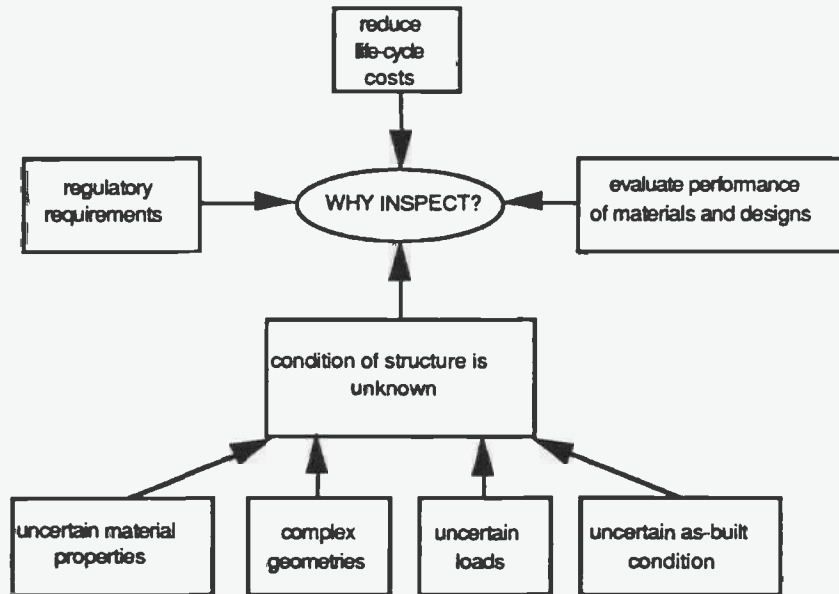 reduce
life-cycle
costs
regulatory
requirements
WHY INSPECT?
evaluate performance
of materials and designs
condition of structure is
unknown
uncertain material
properties
complex
geometries
uncertain
loads
uncertain as-built
condition